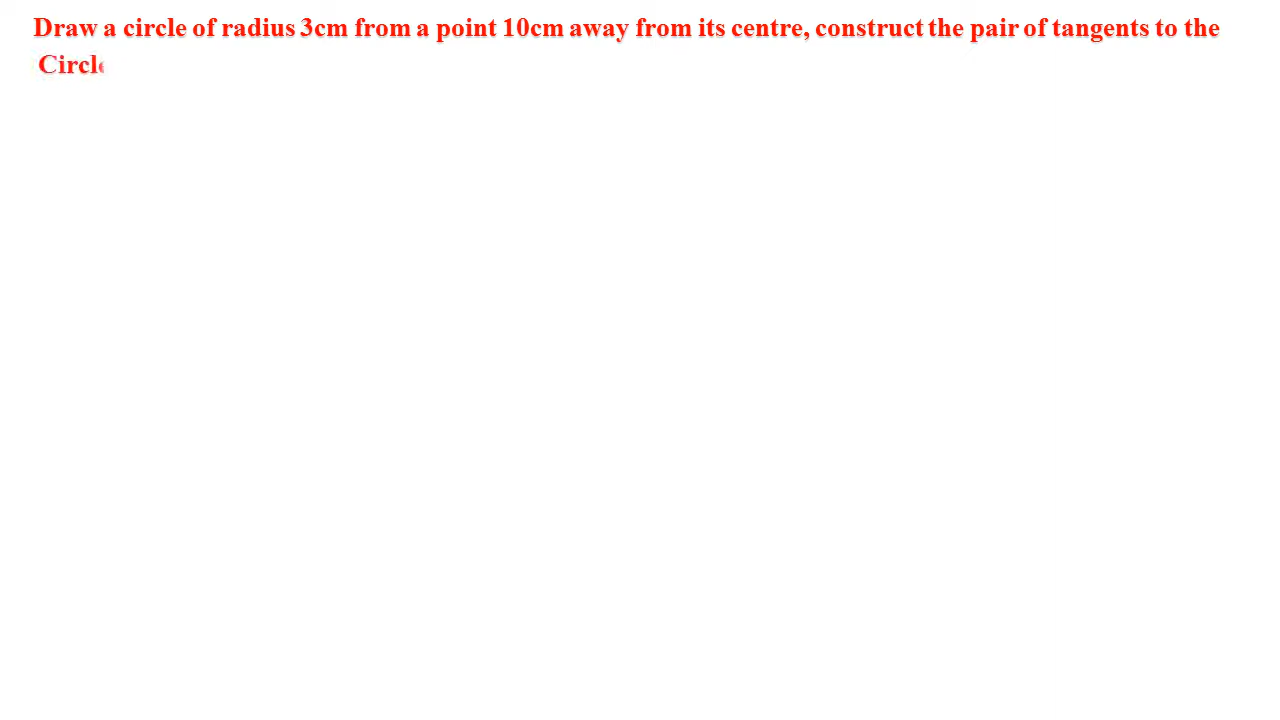 Draw a circle of radius 3cm from a point 10cm away from its centre, construct the pair of tangents to the
Circle